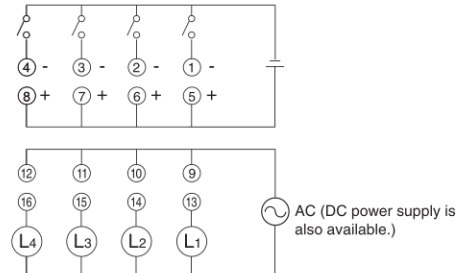 4 - 3 - 2 - 1 -
8 + 7 + 6 + 5 +
12 11 10 9
16 15 14 13
L4 L3 L2 L1
AC (DC power supply is
also available.)